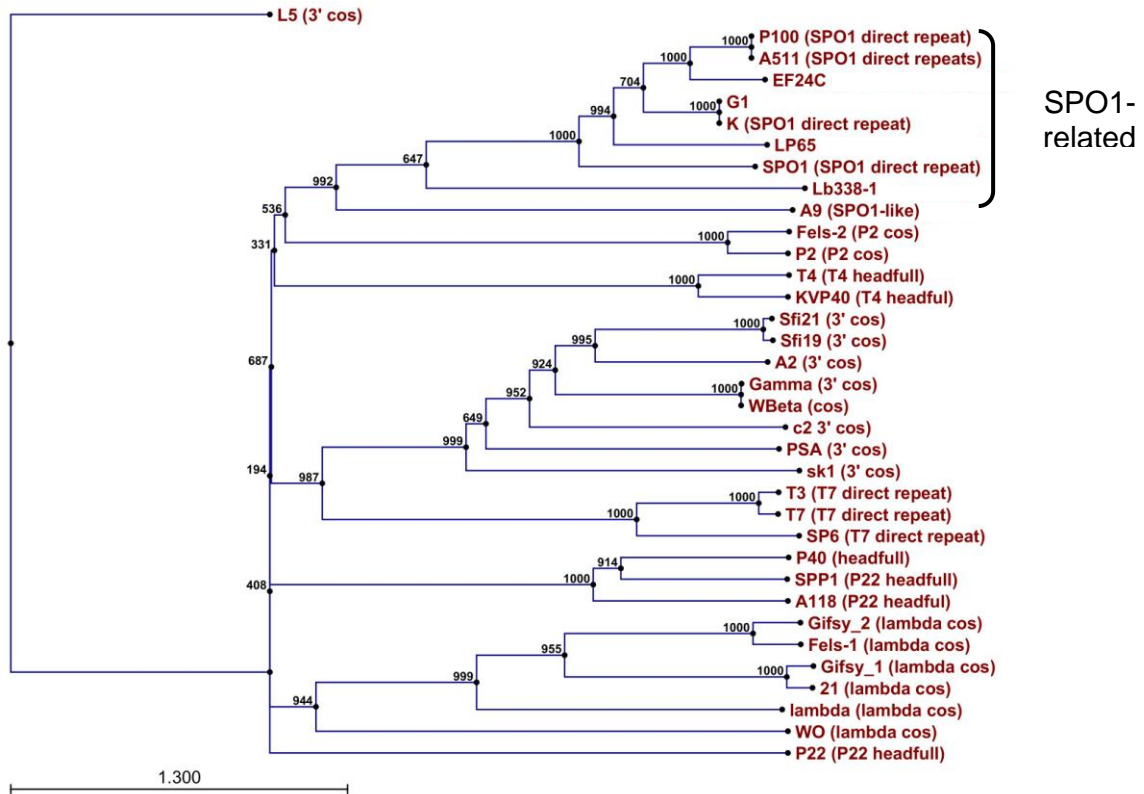 L5 (3' cos)
P100 (SPO1 direct repeat)
1000
A511 (SPO1 direct repeats)
1000
EF24C
704
G1
1000
K (SPO1 direct repeat)
994
LP65
1000
SPO1 (SPO1 direct repeat)
647
Lb338-1
992
A9 (SPO1-like)
SPO1-
related
536
Fels-2 (P2 cos)
1000
P2 (P2 cos)
331
T4 (T4 headfull)
1000
KVP40 (T4 headful)
687
Sfi21 (3' cos)
1000
Sfi19 (3' cos)
995
A2 (3' cos)
924
Gamma (3' cos)
1000
WBeta (cos)
952
c2 3' cos)
649
PSA (3' cos)
999
sk1 (3' cos)
194
987
T3 (T7 direct repeat)
1000
T7 (T7 direct repeat)
1000
SP6 (T7 direct repeat)
P40 (headfull)
914
SPP1 (P22 headfull)
1000
A118 (P22 headful)
408
Gifsy_2 (lambda cos)
1000
Fels-1 (lambda cos)
955
Gifsy_1 (lambda cos)
1000
21 (lambda cos)
999
lambda (lambda cos)
944
WO (lambda cos)
P22 (P22 headfull)
1.300